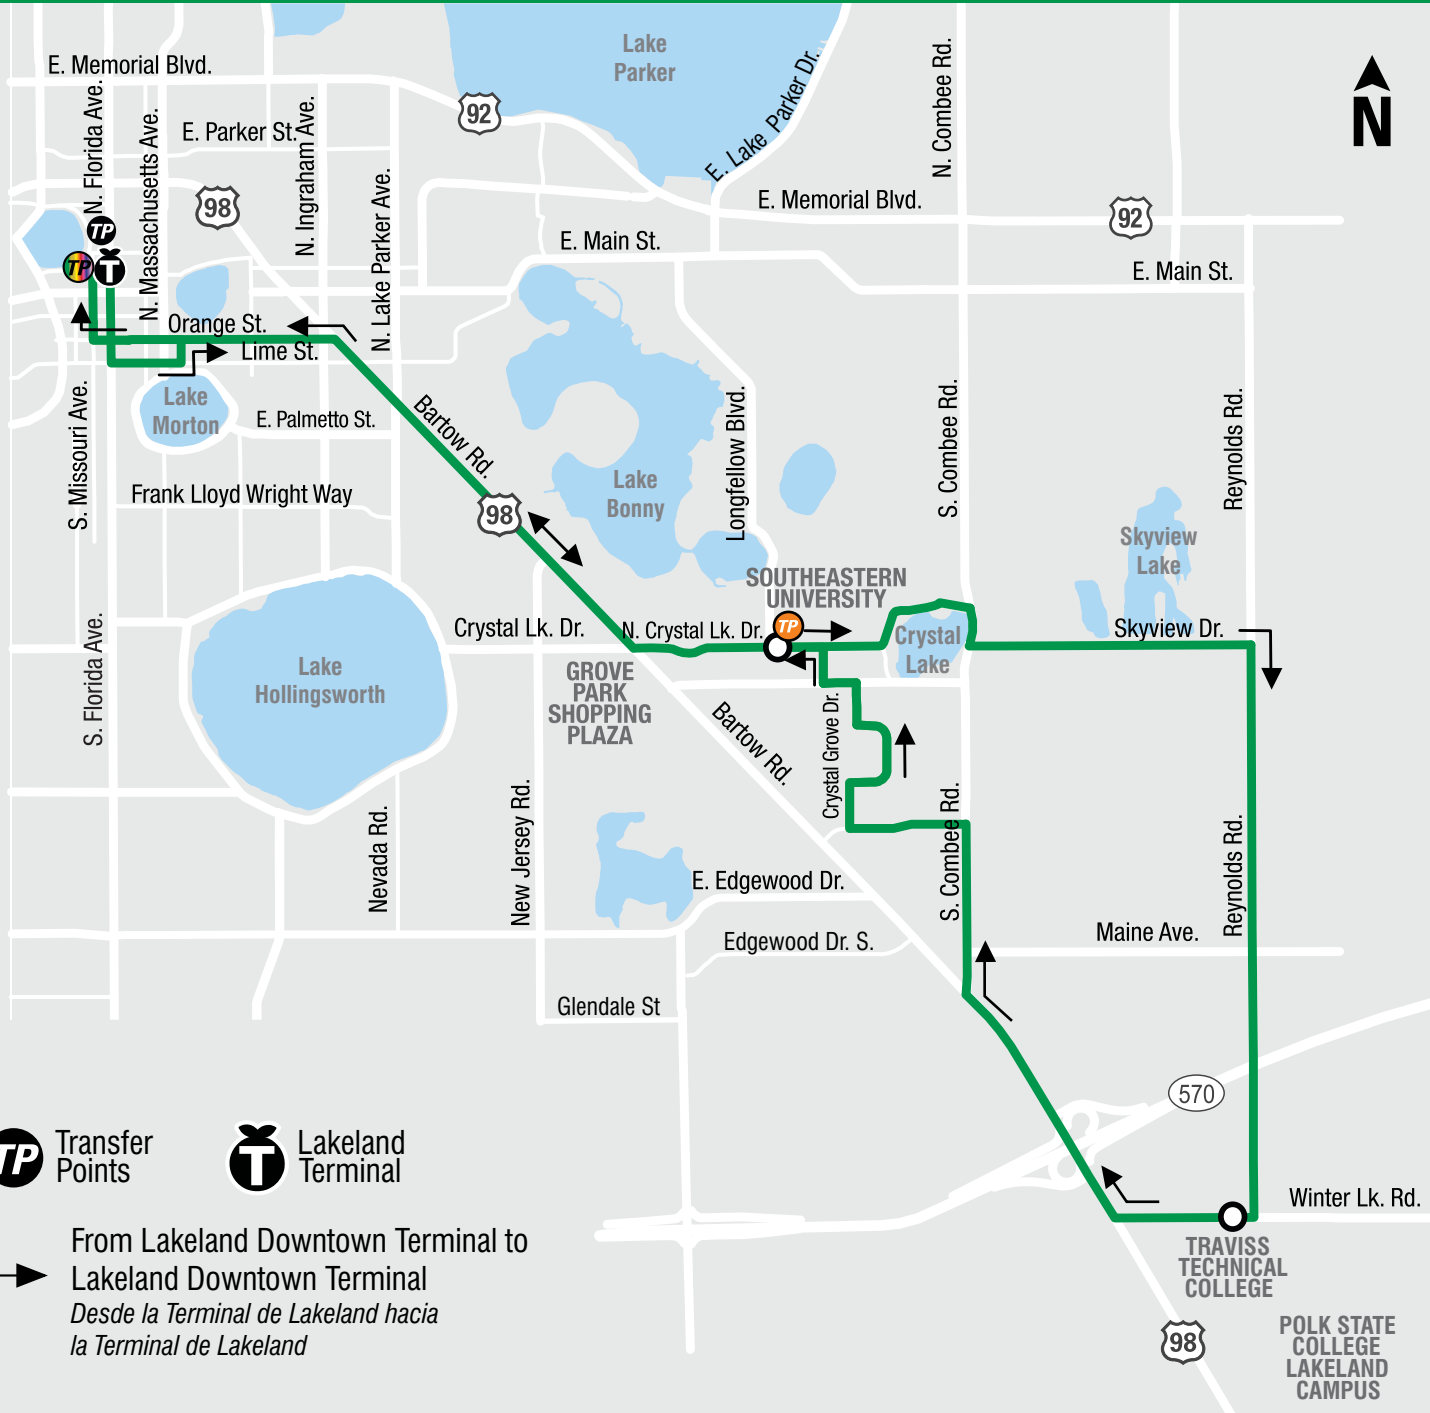 Lake
Parker
E. Memorial Blvd.
92
E. Lake Parker Dr.
N. Combee Rd.
N
N. Florida Ave.
N. Massachusetts Ave.
E. Parker St.
N. Ingraham Ave.
N. Lake Parker Ave.
98
E. Memorial Blvd.
92
TP
TP
T
E. Main St.
E. Main St.
Orange St.
Lime St.
Lake
Morton
E. Palmetto St.
Bartow Rd.
S. Missouri Ave.
Frank Lloyd Wright Way
98
Lake
Bonny
Longfellow Blvd.
S. Combee Rd.
Reynolds Rd.
Skyview
Lake
SOUTHEASTERN
UNIVERSITY
TP
S. Florida Ave.
Crystal Lk. Dr.
N. Crystal Lk. Dr.
Crystal
Lake
Skyview Dr.
Lake
Hollingsworth
GROVE
PARK
SHOPPING
PLAZA
Bartow Rd.
Crystal Grove Dr.
Nevada Rd.
New Jersey Rd.
S. Combee Rd.
Reynolds Rd.
E. Edgewood Dr.
Edgewood Dr. S.
Maine Ave.
Glendale St
570
TP
Transfer
Points
T
Lakeland
Terminal
Winter Lk. Rd.
TRAVISS
TECHNICAL
COLLEGE
From Lakeland Downtown Terminal to
Lakeland Downtown Terminal
Desde la Terminal de Lakeland hacia
la Terminal de Lakeland
98
POLK STATE
COLLEGE
LAKELAND
CAMPUS